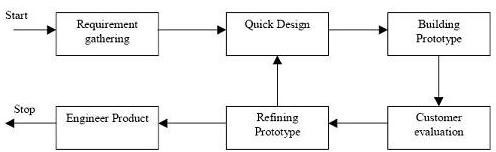 Start
Requirement
gathering
Quick Design
Building
Prototype
Stop
Engineer Product
Refining
Prototype
Customer
evaluation